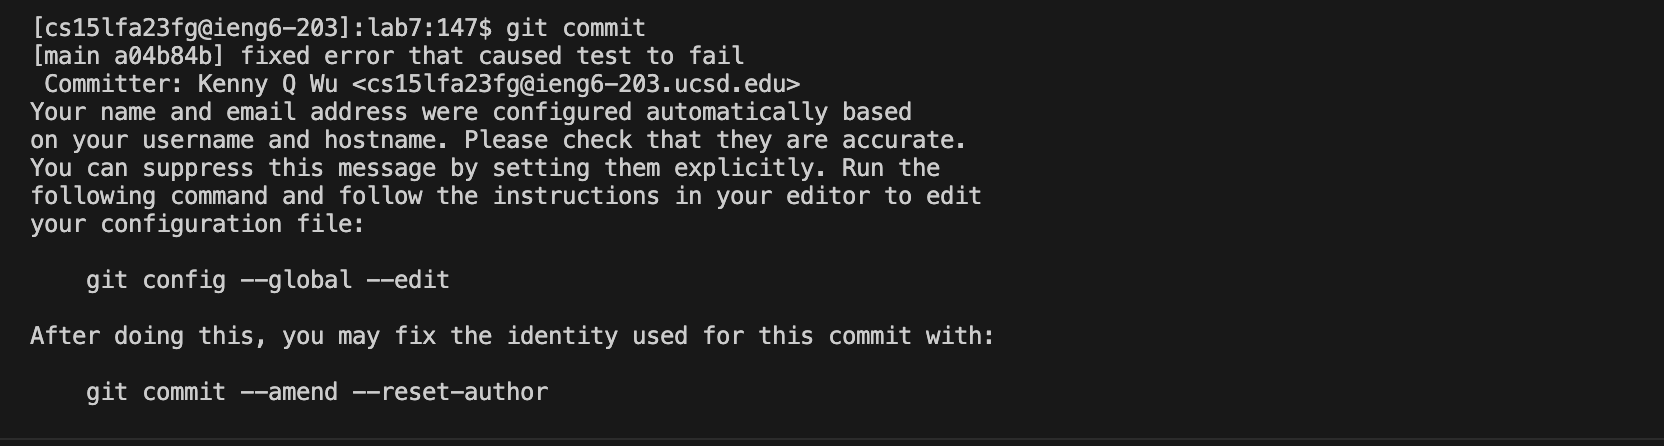 [cs15lfa23fg@ieng6-203]:lab7:147$ git commit
[main a04b84b] fixed error that caused test to fail
 Committer: Kenny Q Wu <cs15lfa23fg@ieng6-203.ucsd.edu>
Your name and email address were configured automatically based
on your username and hostname. Please check that they are accurate.
You can suppress this message by setting them explicitly. Run the
following command and follow the instructions in your editor to edit
your configuration file:

    git config --global --edit

After doing this, you may fix the identity used for this commit with:

    git commit --amend --reset-author